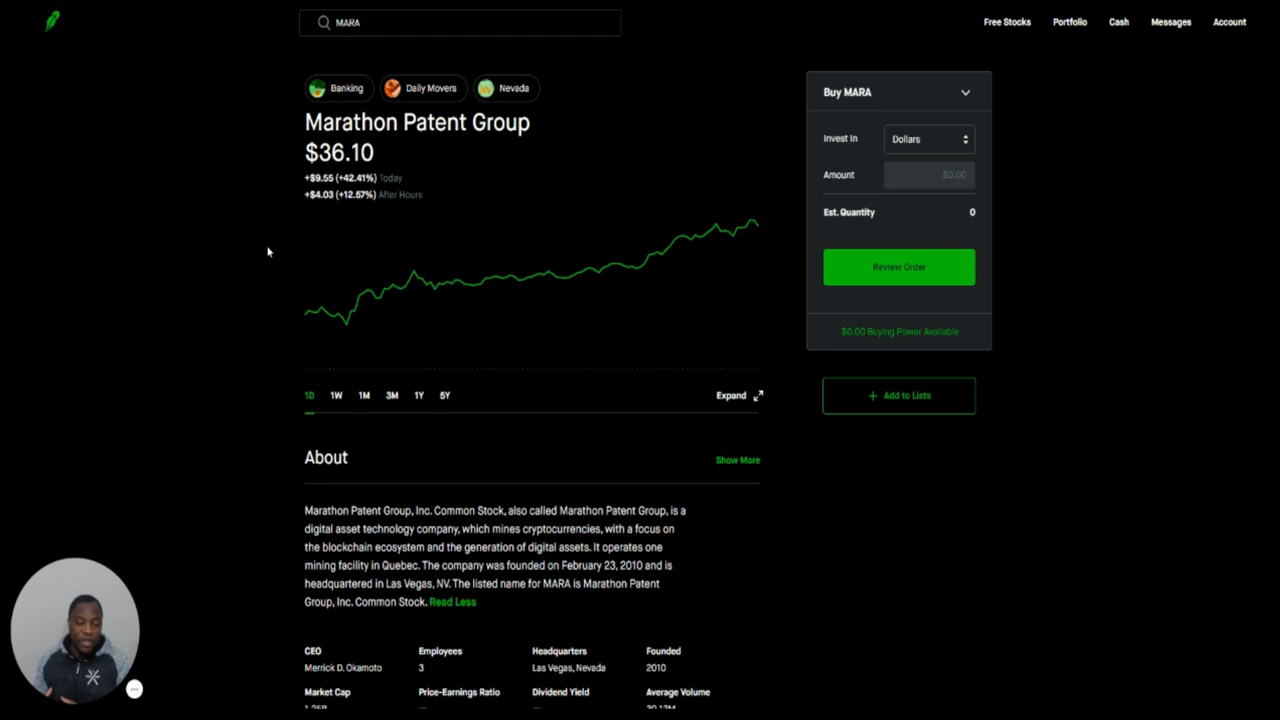 MARA
Free Stocks Portfolio Cash Messages Account
Banking Daily Movers Nevada
Marathon Patent Group
$36.10
+$9.55 (+42.41%) Today
+$4.03 (+12.57%) After Hours
Buy MARA
Invest In Dollars
Amount $0.00
Est. Quantity 0
Review Order
$0.00 Buying Power Available
Add to Lists
1D 1W 1M 3M 1Y 5Y Expand
About Show More
Marathon Patent Group, Inc. Common Stock, also called Marathon Patent Group, is a
digital asset technology company, which mines cryptocurrencies, with a focus on
the blockchain ecosystem and the generation of digital assets. It operates one
mining facility in Quebec. The company was founded on February 23, 2010 and is
headquartered in Las Vegas, NV. The listed name for MARA is Marathon Patent
Group, Inc. Common Stock. Read Less
CEO Employees Headquarters Founded
Merrick D. Okamoto 3 Las Vegas, Nevada 2010
Market Cap Price-Earnings Ratio Dividend Yield Average Volume